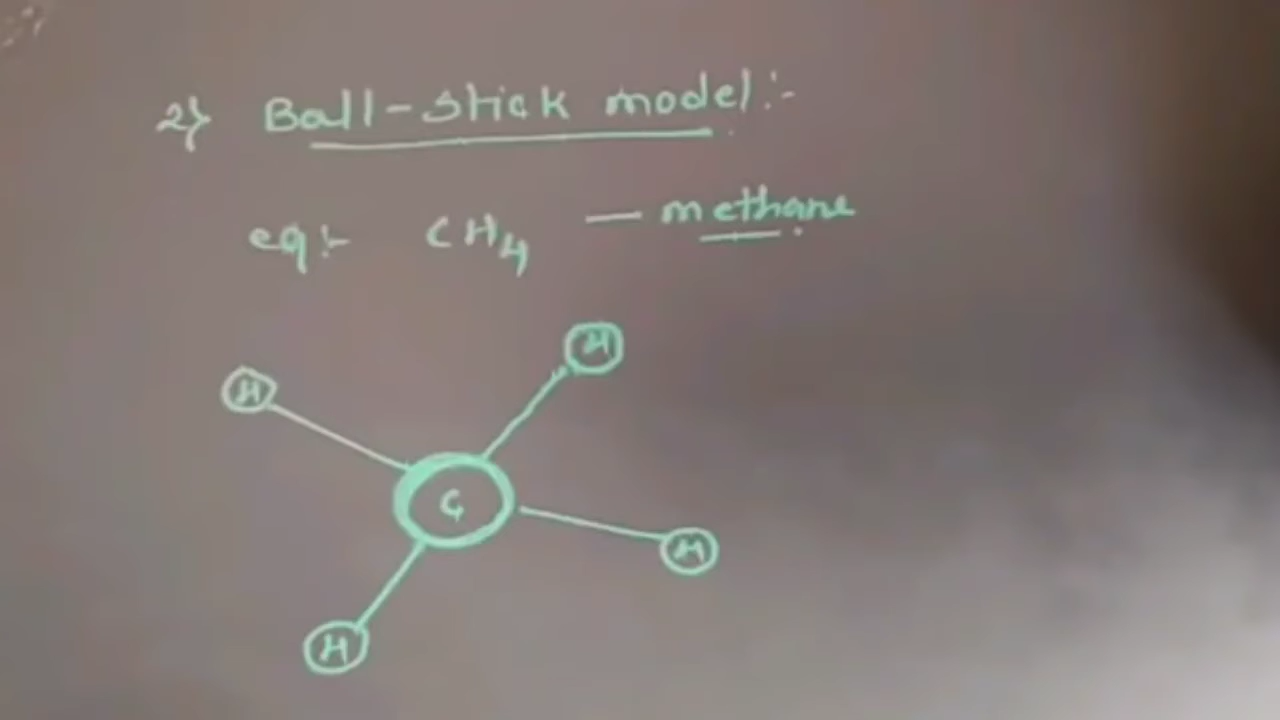 2) Ball-stick model:-
eg:- CH4 — methane
H
H
C
H
H